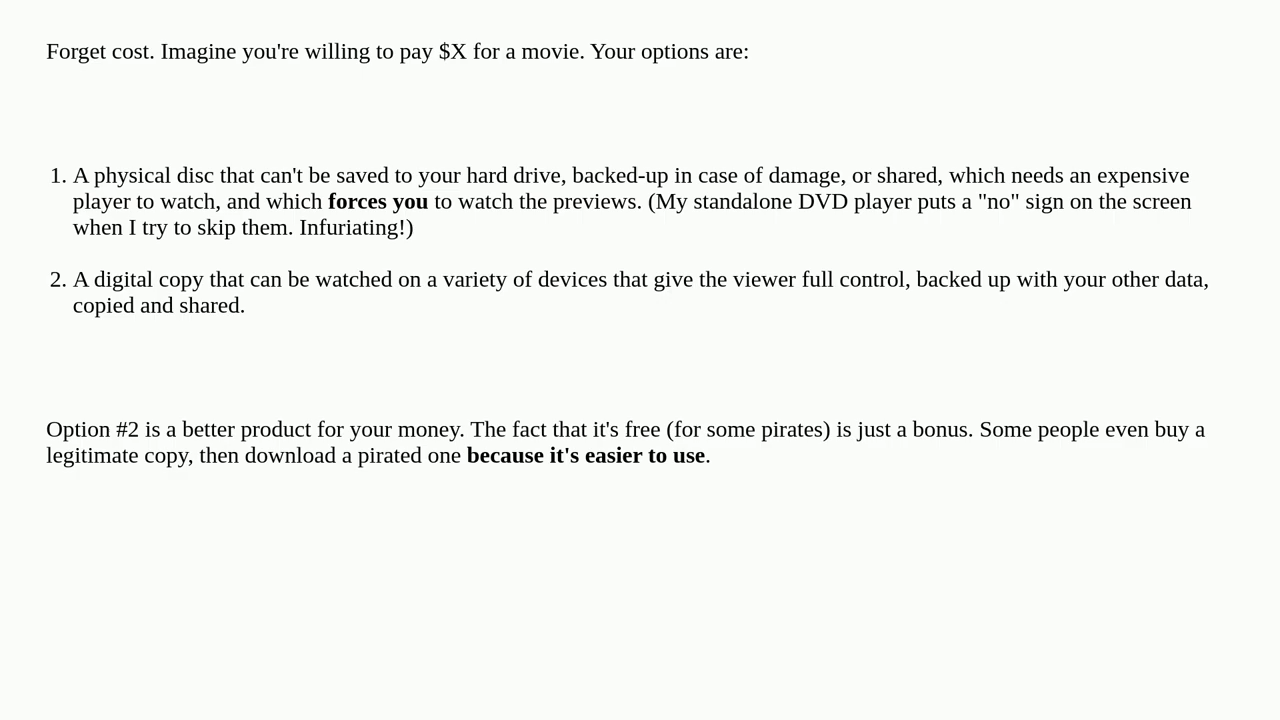 Forget cost. Imagine you're willing to pay $X for a movie. Your options are:
1. A physical disc that can't be saved to your hard drive, backed-up in case of damage, or shared, which needs an expensive
player to watch, and which forces you to watch the previews. (My standalone DVD player puts a "no" sign on the screen
when I try to skip them. Infuriating!)
2. A digital copy that can be watched on a variety of devices that give the viewer full control, backed up with your other data,
copied and shared.
Option #2 is a better product for your money. The fact that it's free (for some pirates) is just a bonus. Some people even buy a
legitimate copy, then download a pirated one because it's easier to use.